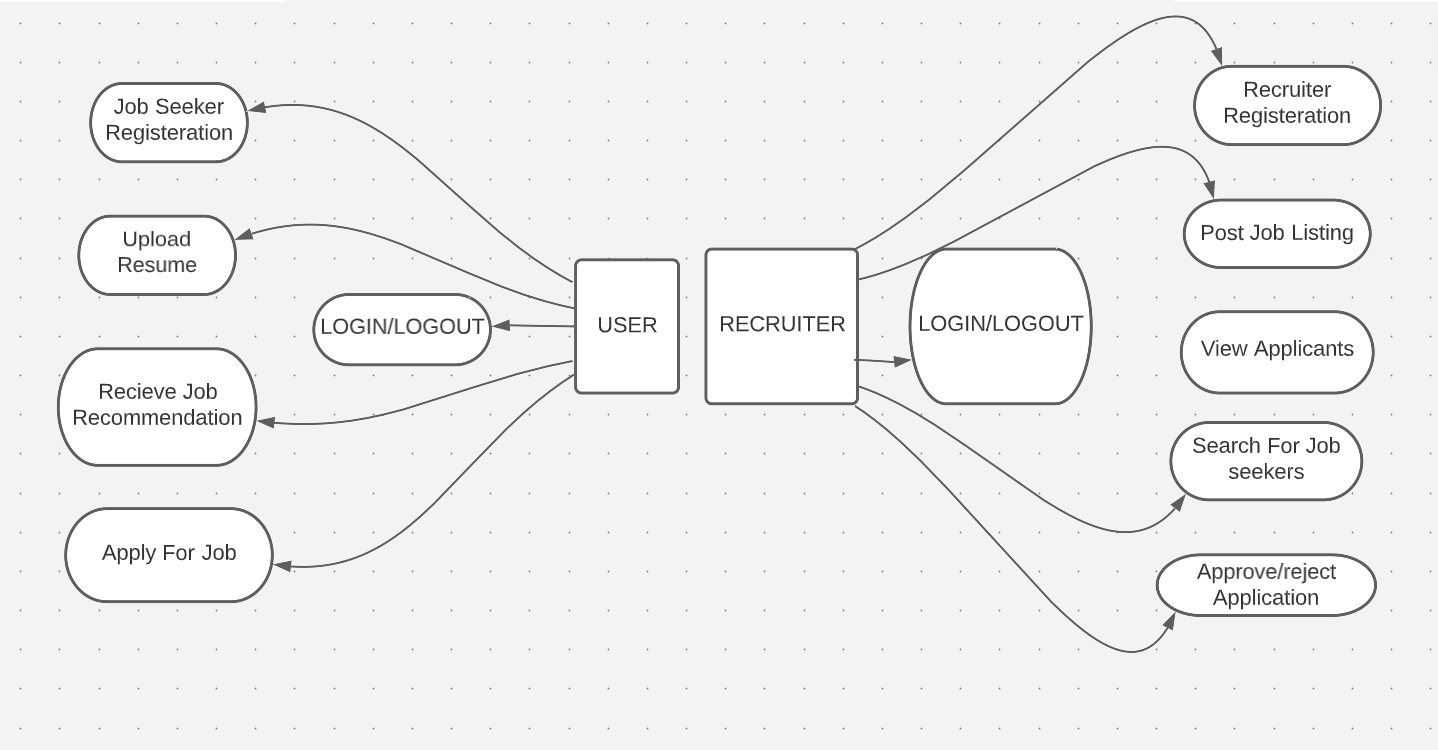 Job Seeker
Registeration
Upload
Resume
LOGIN/LOGOUT
Recieve Job
Recommendation
Apply For Job
USER
RECRUITER
LOGIN/LOGOUT
Recruiter
Registeration
Post Job Listing
View Applicants
Search For Job
seekers
Approve/reject
Application